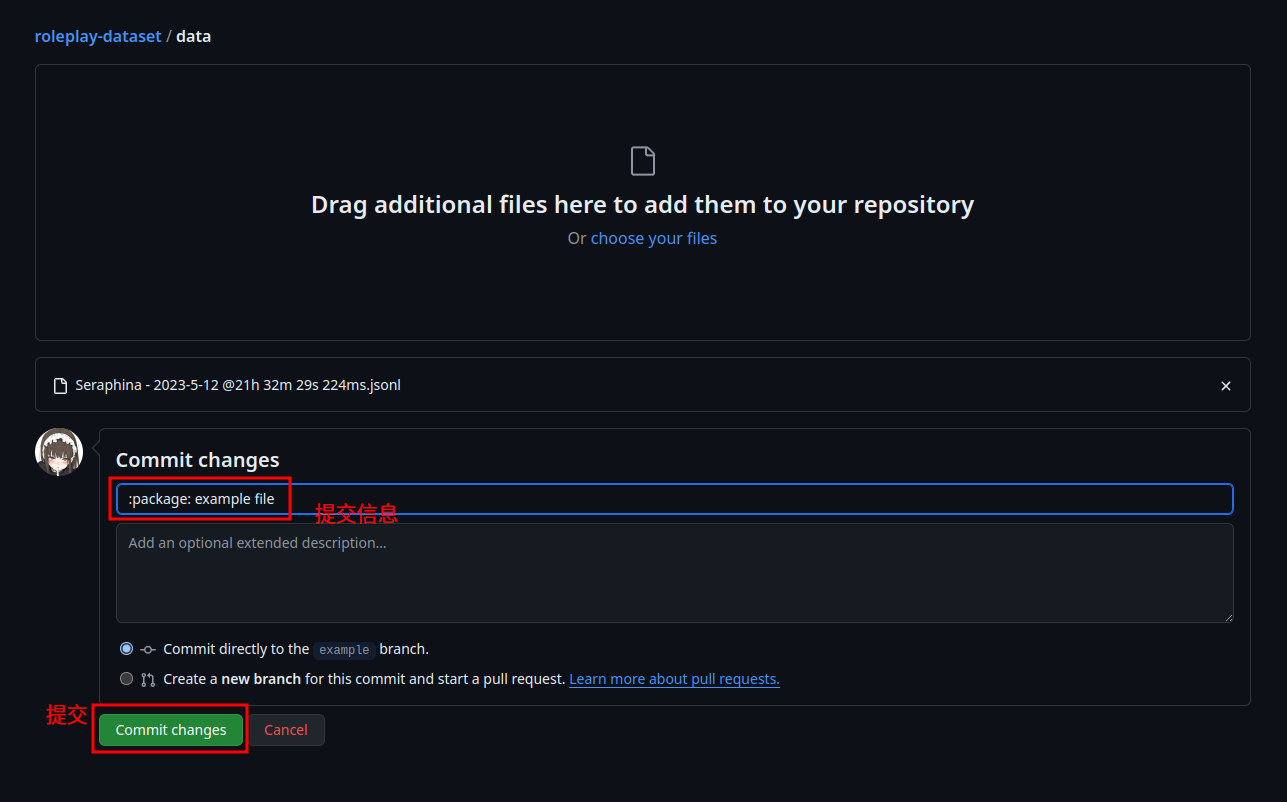 roleplay-dataset / data
Drag additional files here to add them to your repository
Or choose your files
Seraphina - 2023-5-12 @21h 32m 29s 224ms.jsonl
Commit changes
:package: example file
提交信息
Add an optional extended description...
Commit directly to the example branch.
Create a new branch for this commit and start a pull request. Learn more about pull requests.
提交
Commit changes
Cancel